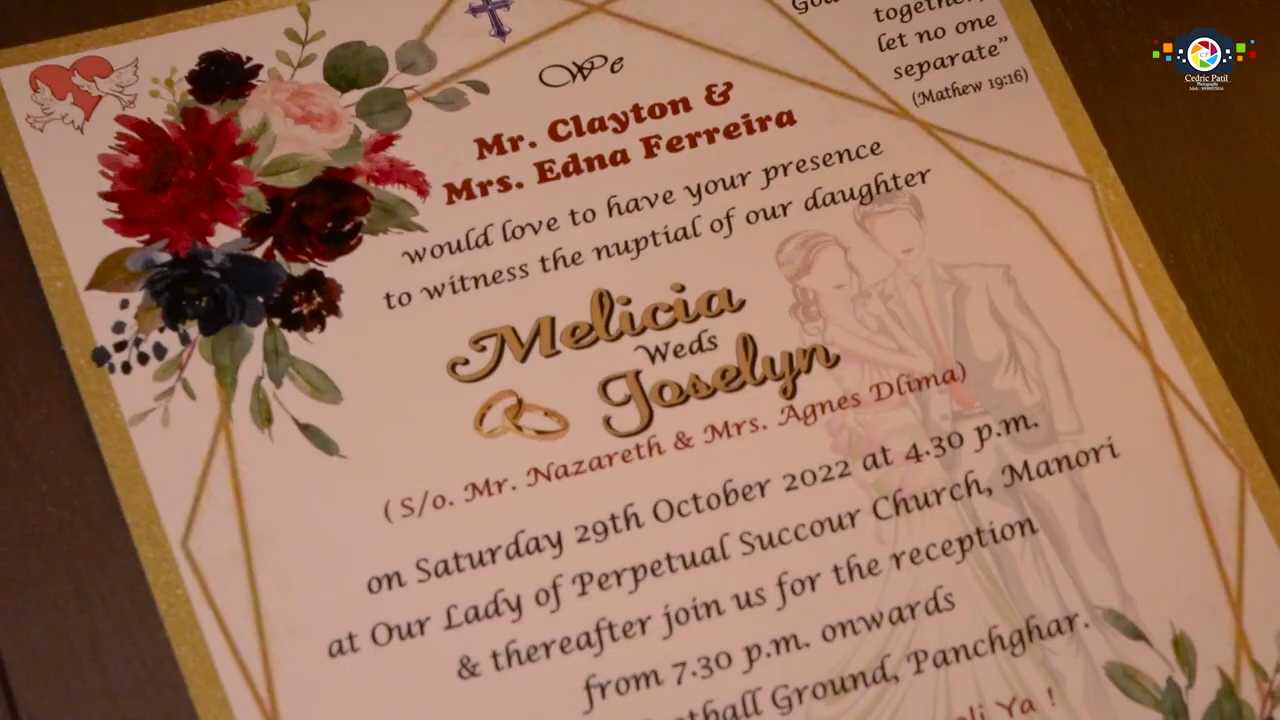 together,
let no one
separate”
(Mathew 19:16)
We
Mr. Clayton &
Mrs. Edna Ferreira
would love to have your presence
to witness the nuptial of our daughter
Melicia
Weds
Joselyn
( S/o. Mr. Nazareth & Mrs. Agnes Dlima)
on Saturday 29th October 2022 at 4.30 p.m.
at Our Lady of Perpetual Succour Church, Manori
& thereafter join us for the reception
from 7.30 p.m. onwards
Ground, Panchghar.
Ya !
Cedric Patil
Photography